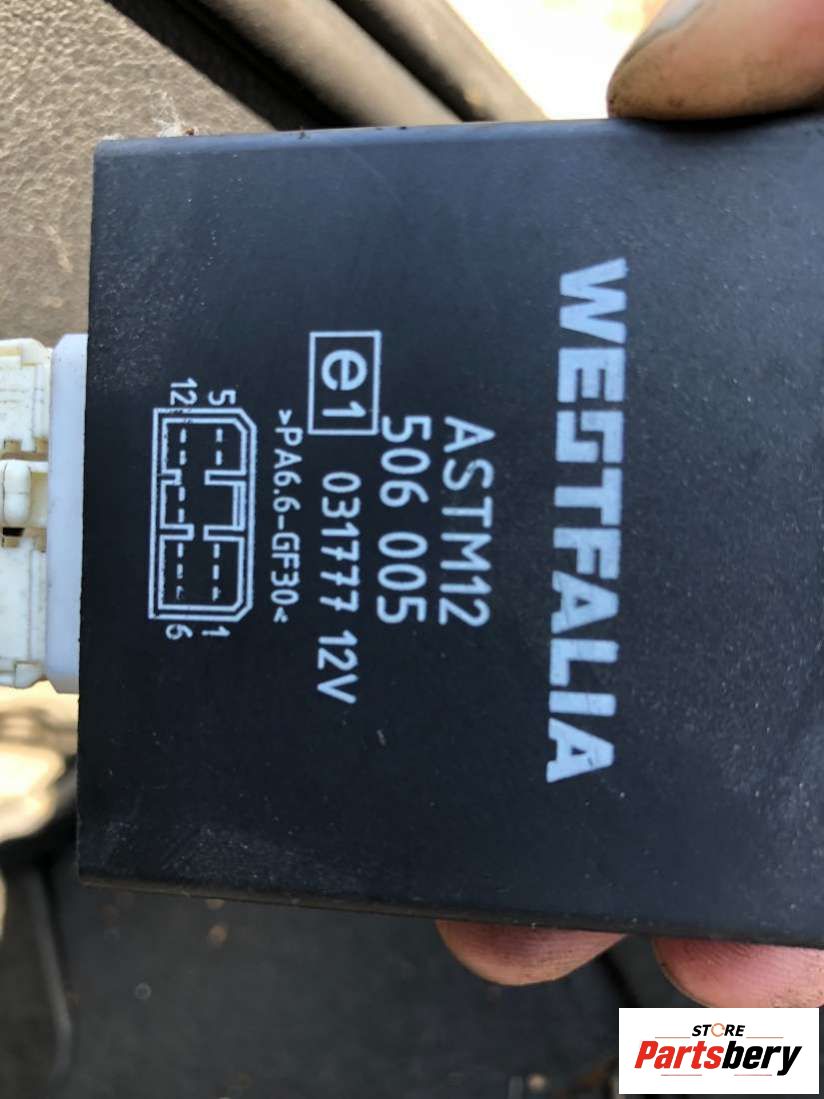 WESTFALIA
ASTM12
506 005
e1 031777 12V
>PA6.6-GF30<
5 1
12 6
STORE
Partsbery